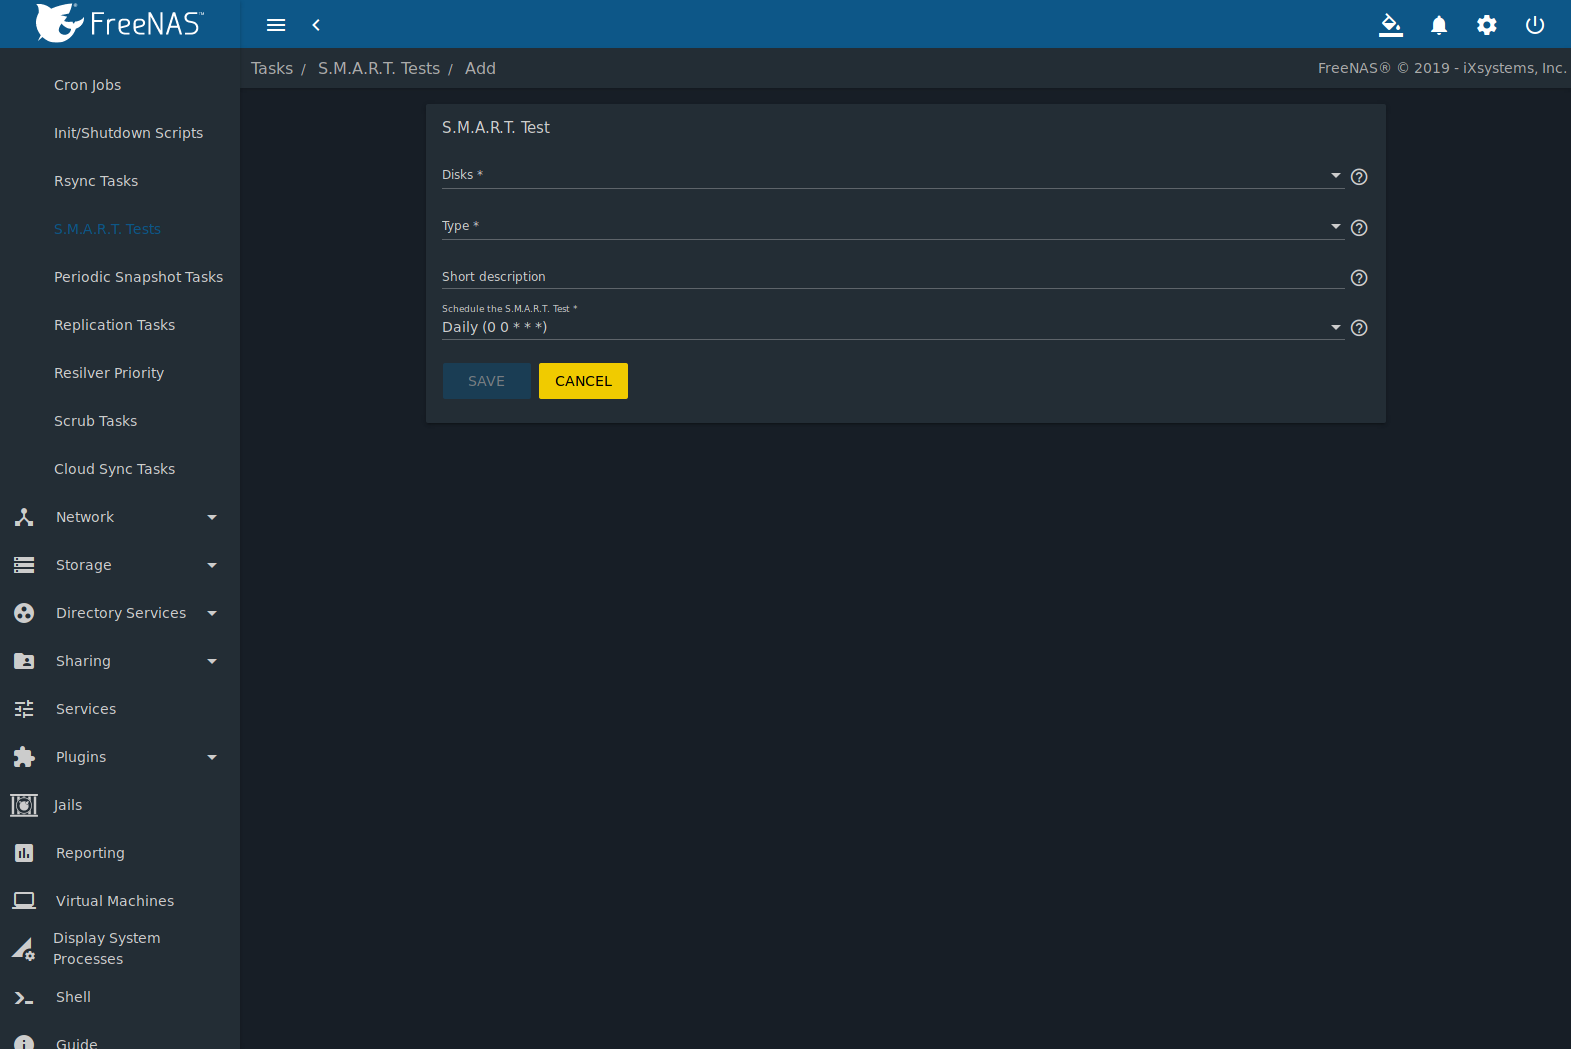 FreeNAS™
Tasks / S.M.A.R.T. Tests / Add
FreeNAS® © 2019 - iXsystems, Inc.
Cron Jobs
Init/Shutdown Scripts
Rsync Tasks
S.M.A.R.T. Tests
Periodic Snapshot Tasks
Replication Tasks
Resilver Priority
Scrub Tasks
Cloud Sync Tasks
Network
Storage
Directory Services
Sharing
Services
Plugins
Jails
Reporting
Virtual Machines
Display System
Processes
Shell
Guide
S.M.A.R.T. Test
Disks *
Type *
Short description
Schedule the S.M.A.R.T. Test *
Daily (0 0 * * *)
SAVE
CANCEL